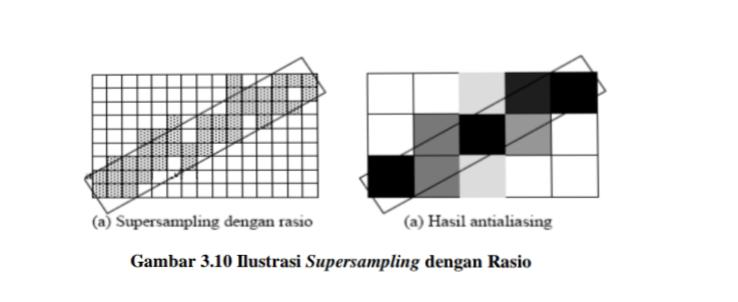 (a) Supersampling dengan rasio
(a) Hasil antialiasing
Gambar 3.10 Ilustrasi Supersampling dengan Rasio